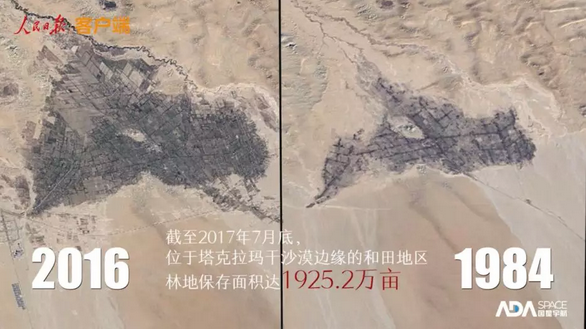 人民日报 客户端
截至2017年7月底，
位于塔克拉玛干沙漠边缘的和田地区
林地保存面积达1925.2万亩
2016
1984
ADA SPACE
国星宇航